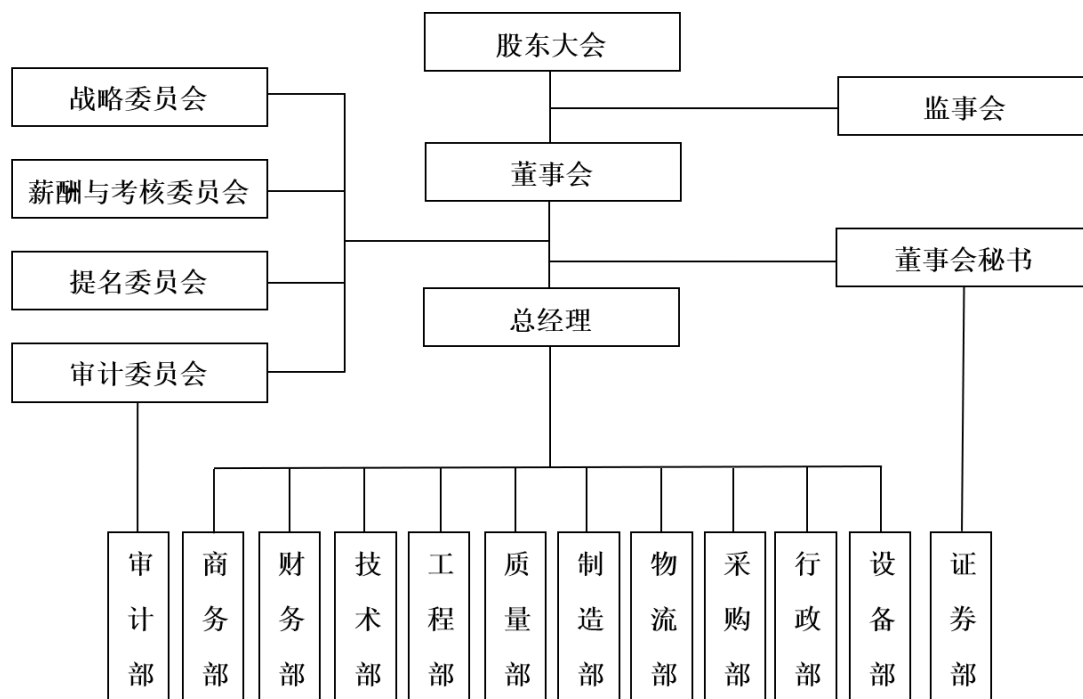 股东大会
战略委员会
监事会
薪酬与考核委员会
董事会
董事会秘书
提名委员会
总经理
审计委员会
审计部
商务部
财务部
技术部
工程部
质量部
制造部
物流部
采购部
行政部
设备部
证券部